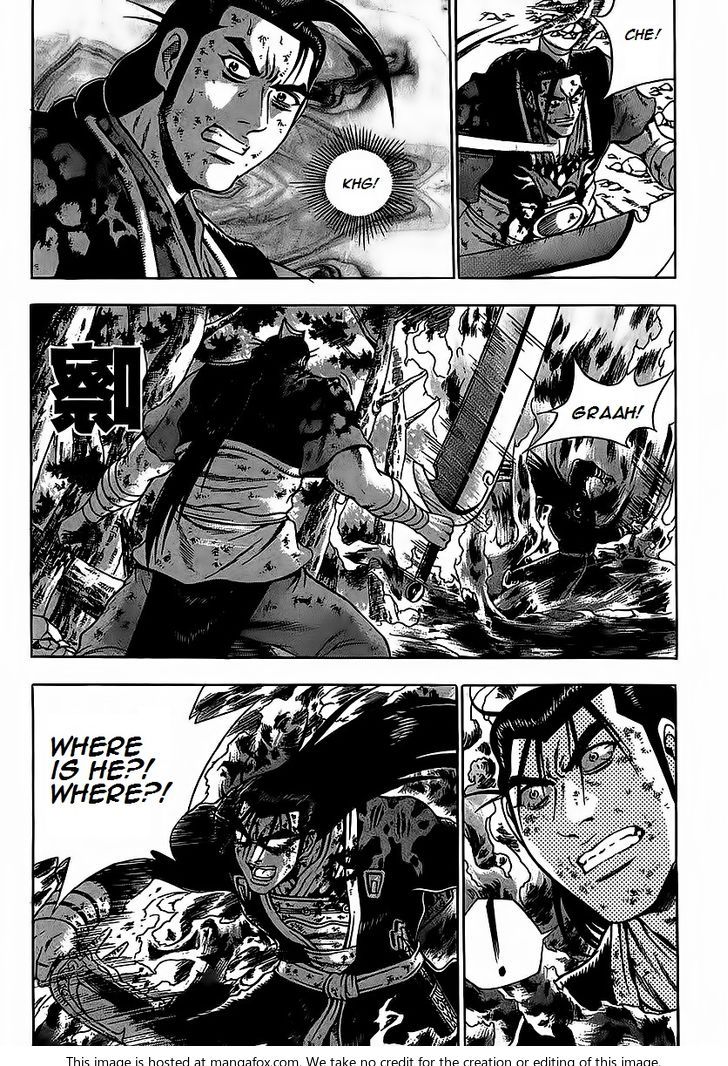 CHE!
KHG!
GRAAH!
WHERE
IS HE?!
WHERE?!
!
This image is hosted at mangafox.com. We take no credit for the creation or editing of this image.